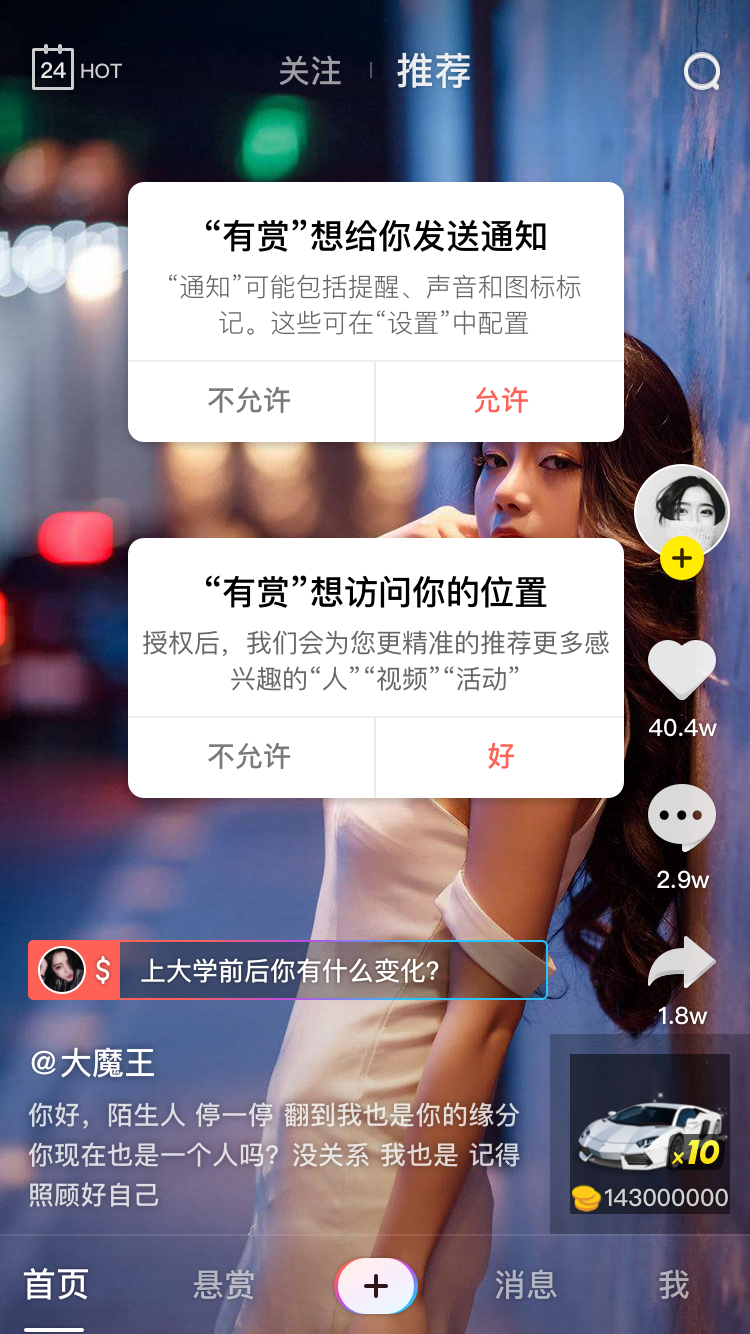 24 HOT
关注
推荐
“有赏”想给你发送通知
“通知”可能包括提醒、声音和图标标
记。这些可在“设置”中配置
不允许
允许
“有赏”想访问你的位置
授权后，我们会为您更精准的推荐更多感
兴趣的“人”“视频”“活动”
不允许
好
40.4w
2.9w
$ 上大学前后你有什么变化?
1.8w
@大魔王
你好，陌生人 停一停 翻到我也是你的缘分
你现在也是一个人吗？没关系 我也是 记得
照顾好自己
x10
143000000
首页
悬赏
消息
我